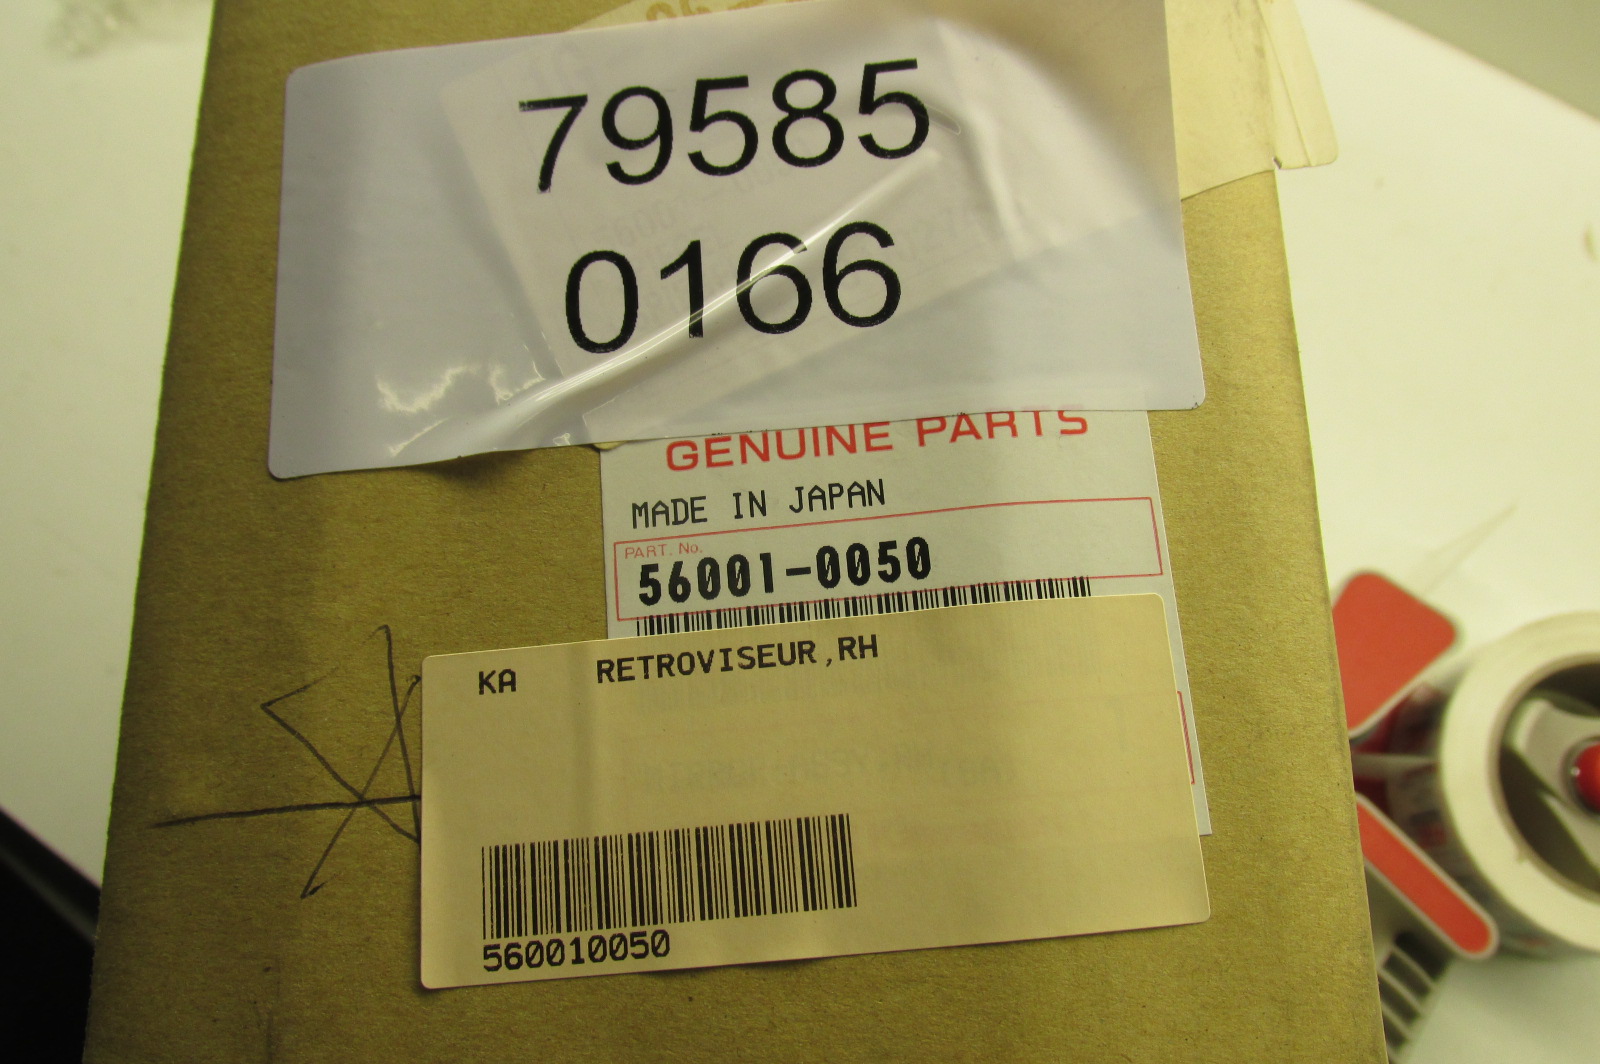 79585
0166
GENUINE PARTS
MADE IN JAPAN
PART. No.
56001-0050
KA RETROVISEUR,RH
560010050